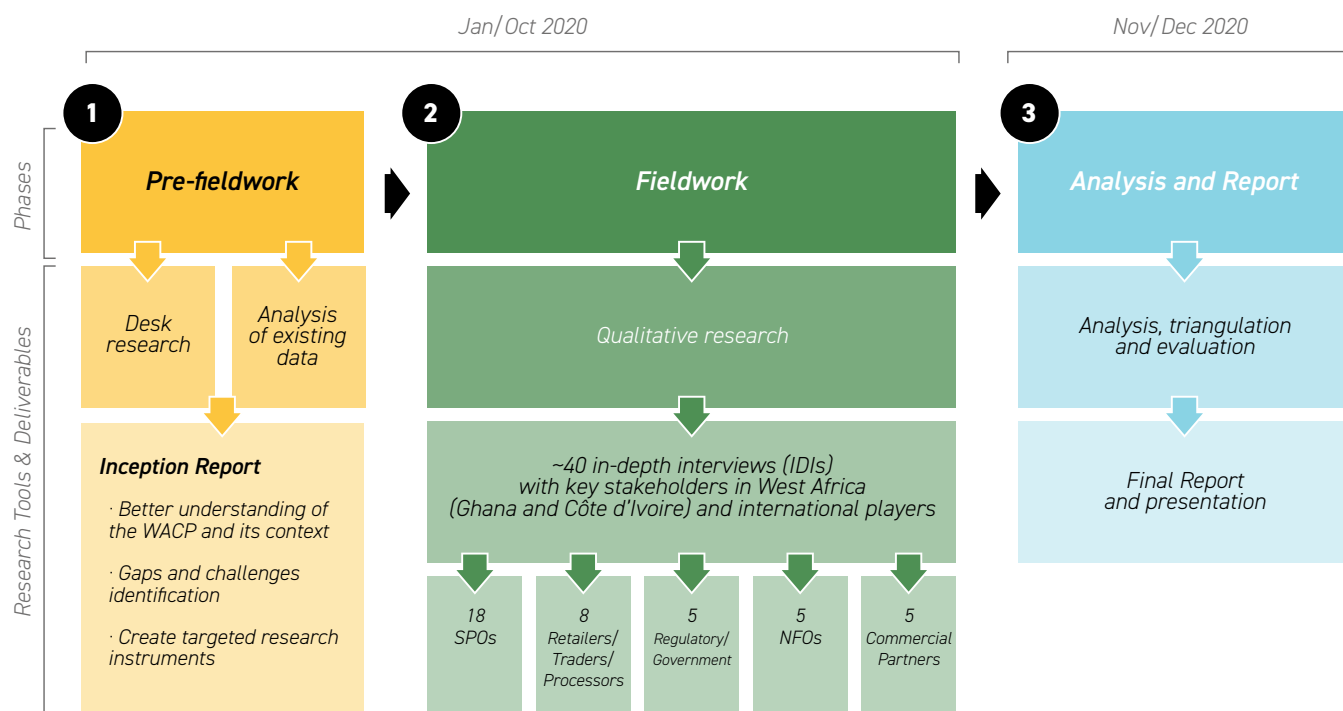 Jan/Oct 2020
Nov/Dec 2020
Phases
1
Pre-fieldwork
2
Fieldwork
3
Analysis and Report
Research Tools & Deliverables
Desk
research
Analysis
of existing
data
Qualitative research
Analysis, triangulation
and evaluation
Inception Report
· Better understanding of
the WACP and its context
· Gaps and challenges
identification
· Create targeted research
instruments
~40 in-depth interviews (IDIs)
with key stakeholders in West Africa
(Ghana and Côte d'Ivoire) and international players
Final Report
and presentation
18
SPOs
8
Retailers/
Traders/
Processors
5
Regulatory/
Government
5
NFOs
5
Commercial
Partners